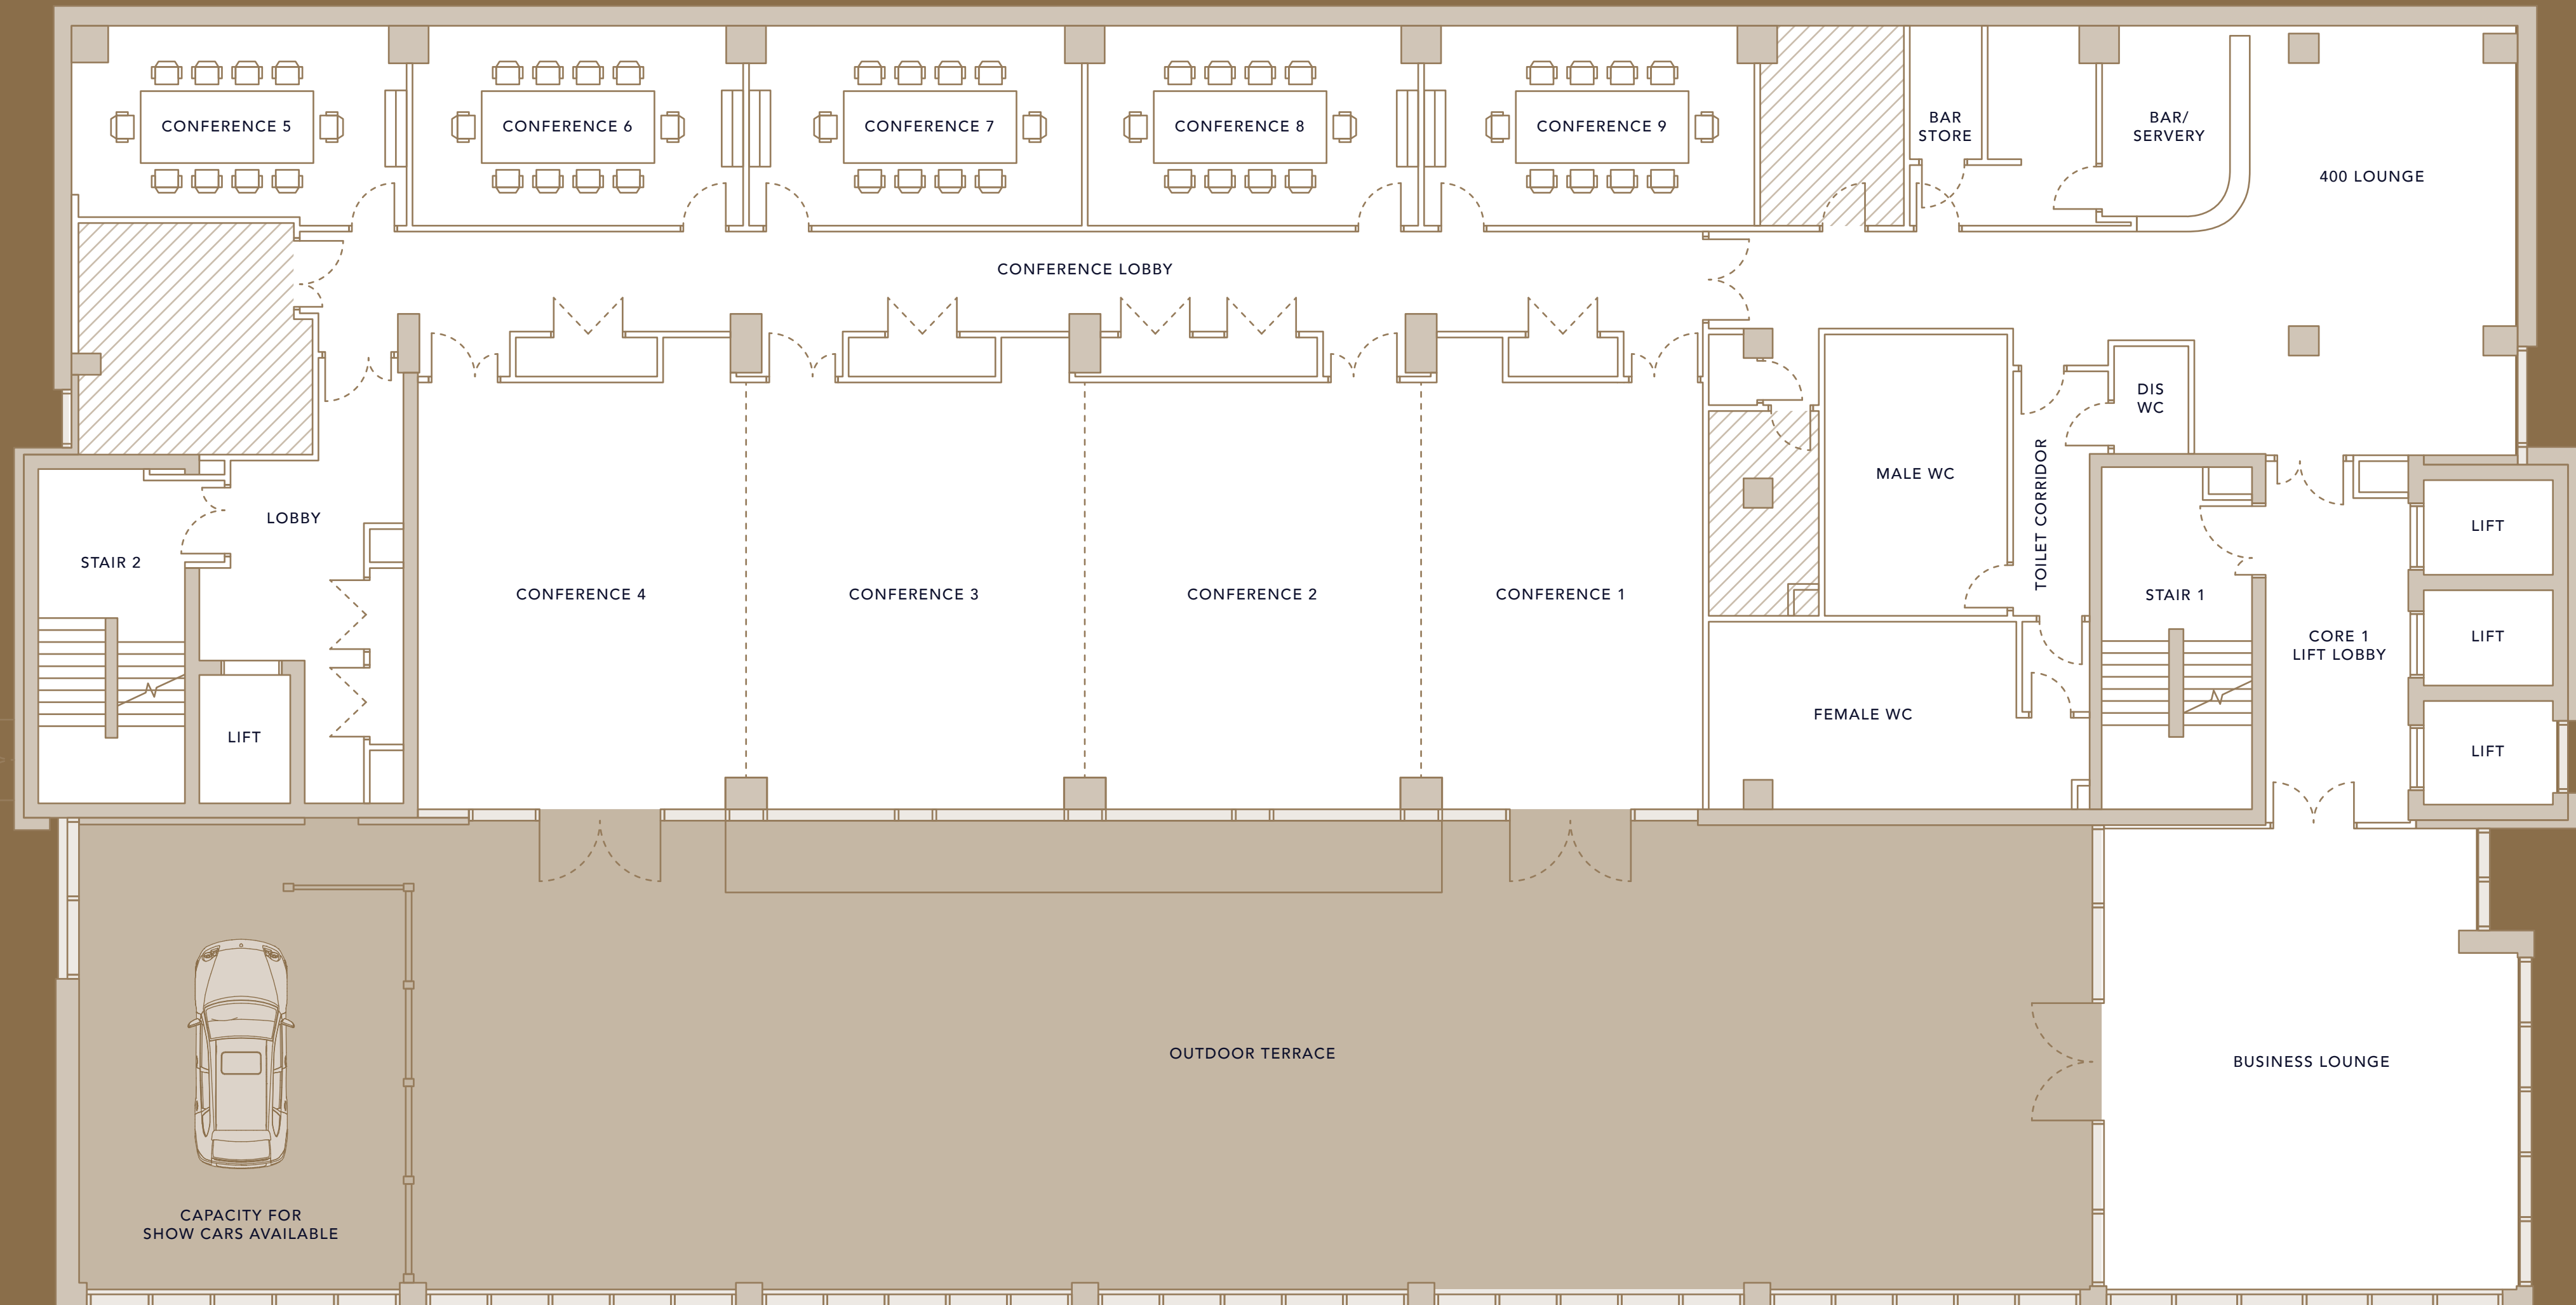 CONFERENCE 5
CONFERENCE 6
CONFERENCE 7
CONFERENCE 8
CONFERENCE 9
BAR
STORE
BAR/
SERVERY
400 LOUNGE
CONFERENCE LOBBY
DIS
WC
MALE WC
TOILET CORRIDOR
LOBBY
STAIR 2
CONFERENCE 4
CONFERENCE 3
CONFERENCE 2
CONFERENCE 1
STAIR 1
LIFT
LIFT
CORE 1
LIFT LOBBY
FEMALE WC
LIFT
LIFT
OUTDOOR TERRACE
BUSINESS LOUNGE
CAPACITY FOR
SHOW CARS AVAILABLE